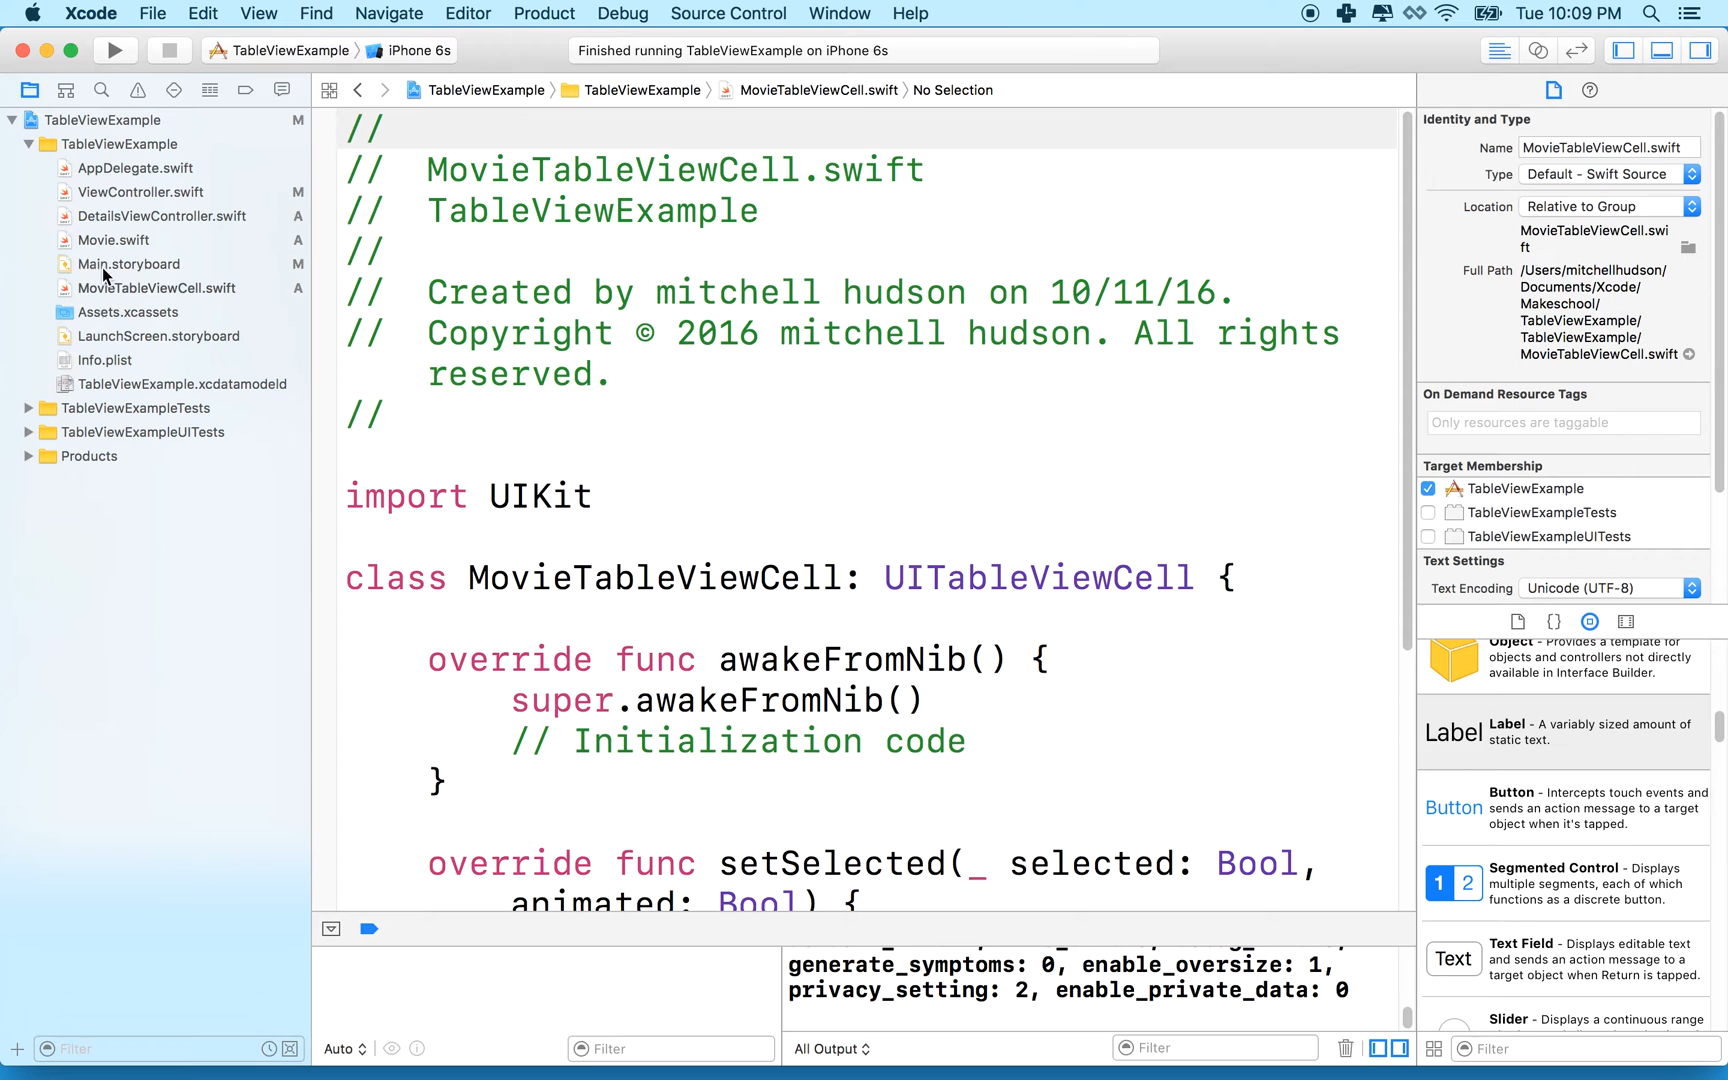 Xcode File Edit View Find Navigate Editor Product Debug Source Control Window Help Tue 10:09 PM
TableViewExample iPhone 6s Finished running TableViewExample on iPhone 6s
TableViewExample TableViewExample MovieTableViewCell.swift No Selection
TableViewExample M
TableViewExample
AppDelegate.swift
ViewController.swift M
DetailsViewController.swift A
Movie.swift A
Main.storyboard M
MovieTableViewCell.swift A
Assets.xcassets
LaunchScreen.storyboard
Info.plist
TableViewExample.xcdatamodeld
TableViewExampleTests
TableViewExampleUITests
Products
Filter
//
// MovieTableViewCell.swift
// TableViewExample
//
// Created by mitchell hudson on 10/11/16.
// Copyright © 2016 mitchell hudson. All rights
reserved.
//
import UIKit
class MovieTableViewCell: UITableViewCell {
override func awakeFromNib() {
super.awakeFromNib()
// Initialization code
}
override func setSelected(_ selected: Bool,
animated: Bool) {
Auto
Filter
generate_symptoms: 0, enable_oversize: 1,
privacy_setting: 2, enable_private_data: 0
All Output
Filter
Identity and Type
Name MovieTableViewCell.swift
Type Default - Swift Source
Location Relative to Group
MovieTableViewCell.swi
ft
Full Path /Users/mitchellhudson/
Documents/Xcode/
Makeschool/
TableViewExample/
TableViewExample/
MovieTableViewCell.swift
On Demand Resource Tags
Only resources are taggable
Target Membership
TableViewExample
TableViewExampleTests
TableViewExampleUITests
Text Settings
Text Encoding Unicode (UTF-8)
Object - Provides a template for
objects and controllers not directly
available in Interface Builder.
Label
Label - A variably sized amount of
static text.
Button
Button - Intercepts touch events and
sends an action message to a target
object when it's tapped.
1 2
Segmented Control - Displays
multiple segments, each of which
functions as a discrete button.
Text
Text Field - Displays editable text
and sends an action message to a
target object when Return is tapped.
Slider - Displays a continuous range
Filter